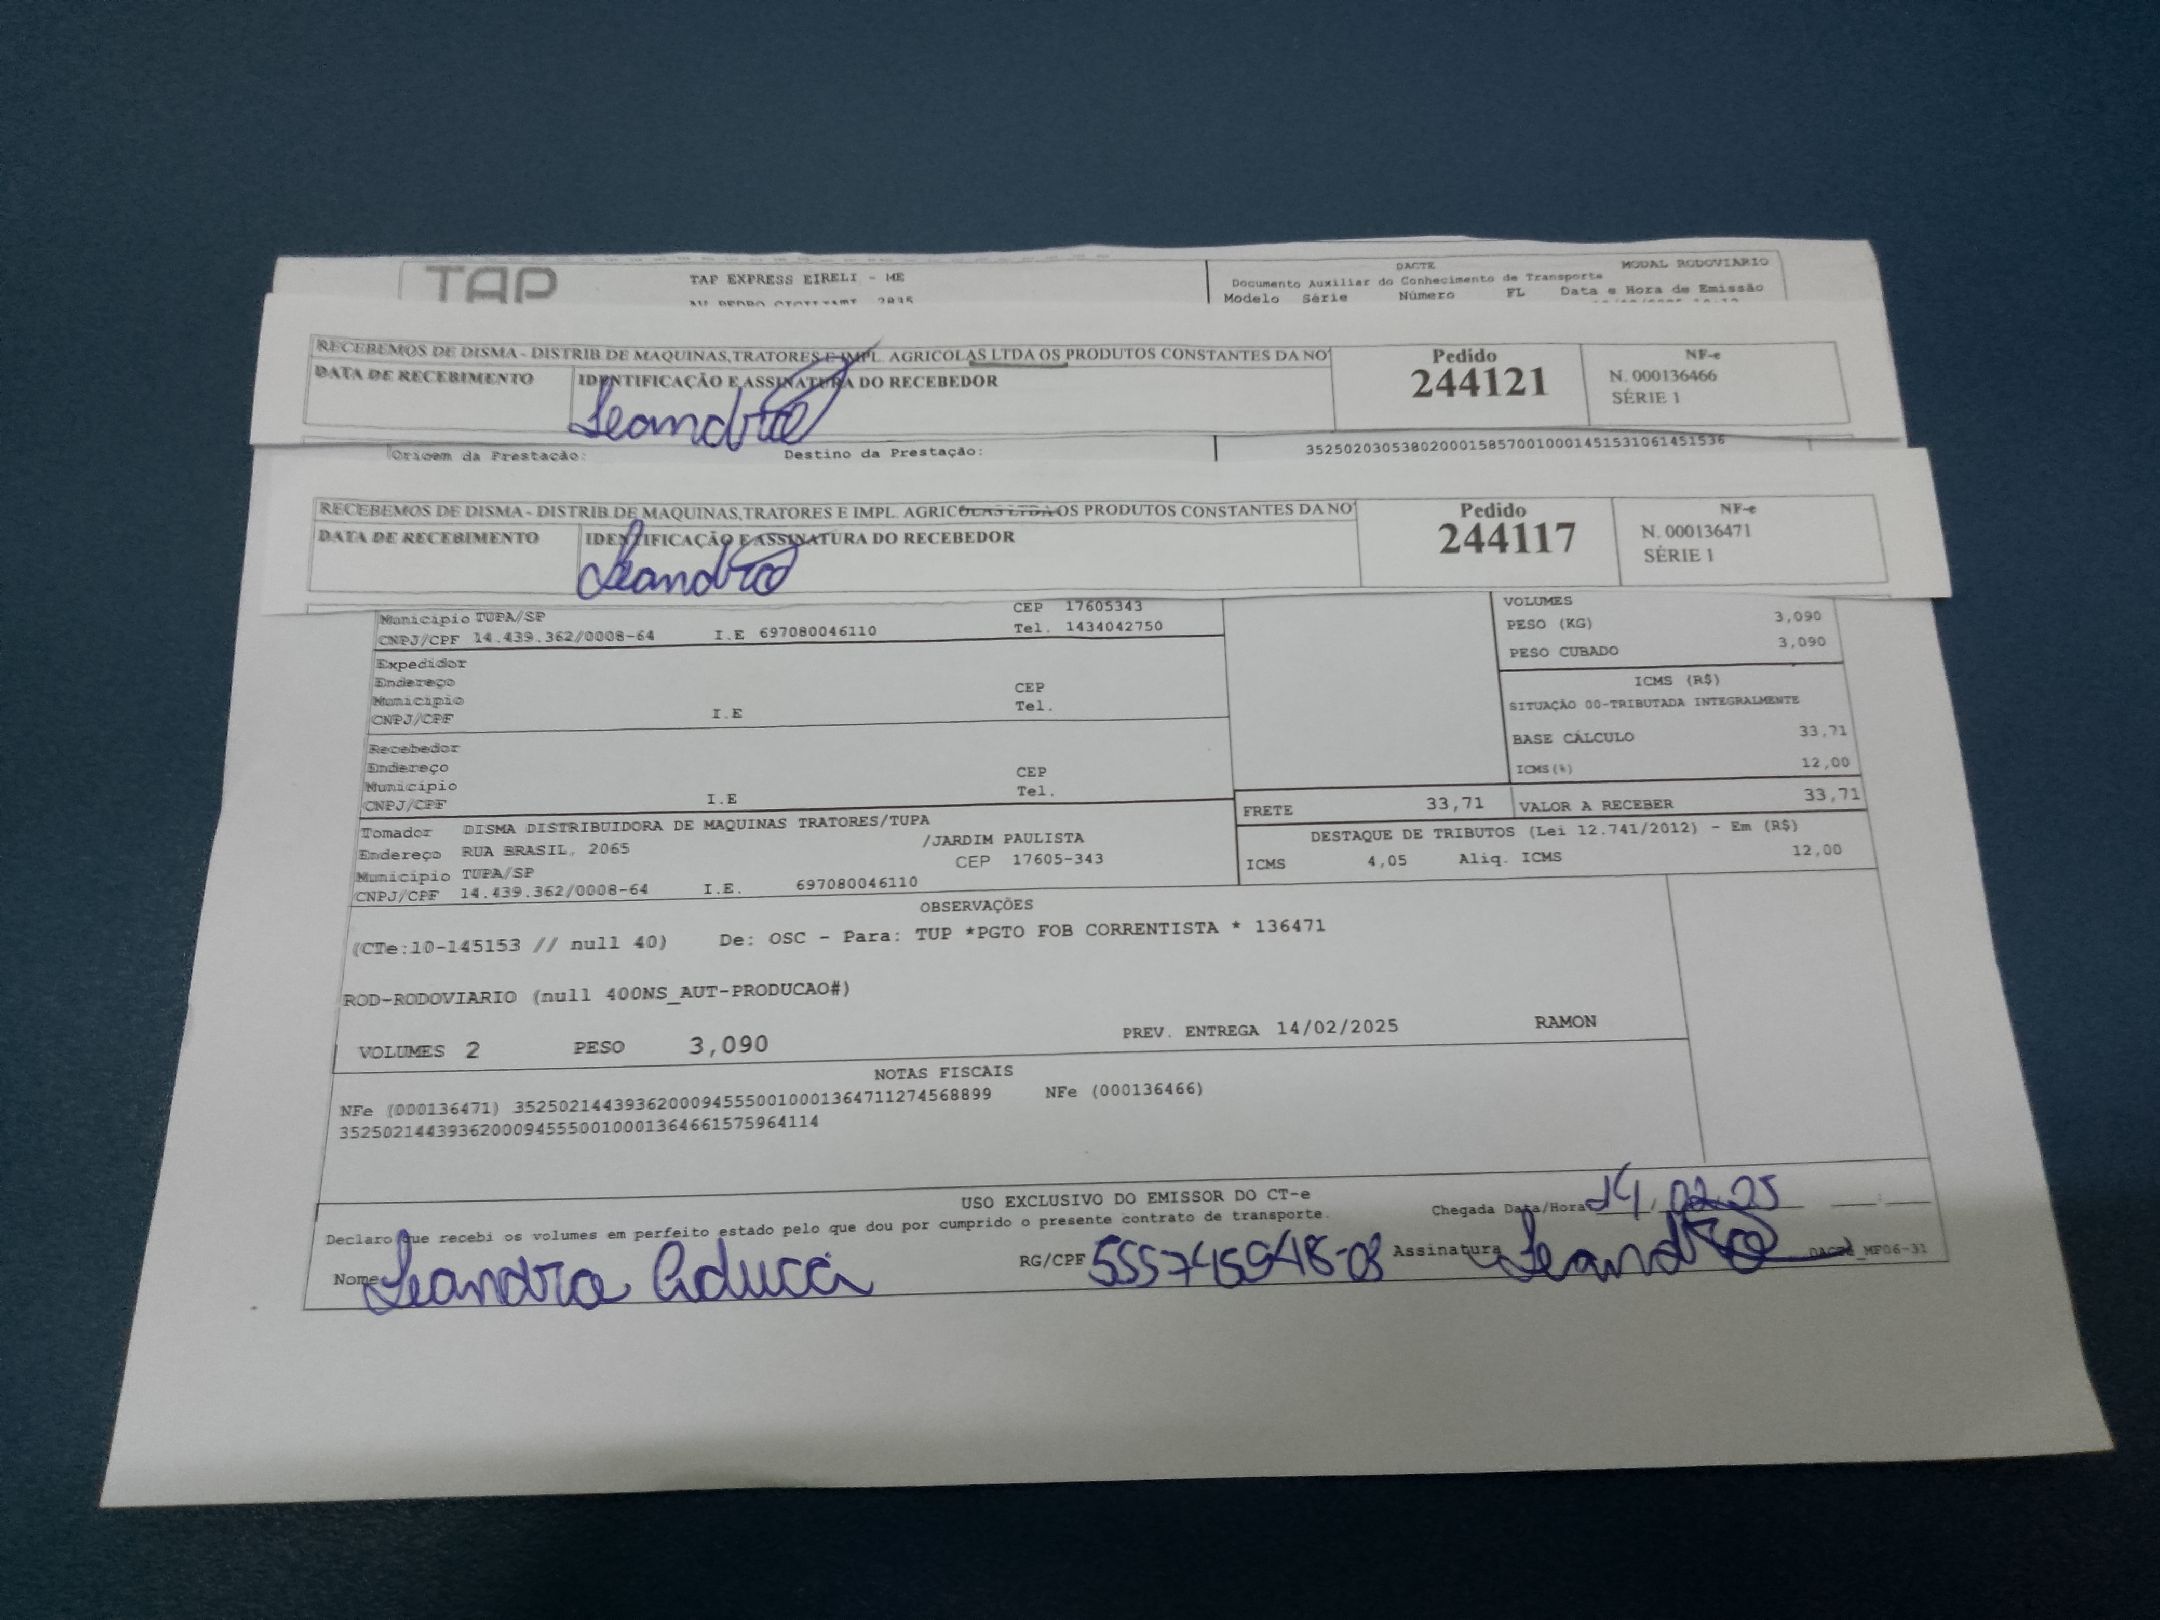 TAP
TAP EXPRESS EIRELI - ME
DACTE
MODAL RODOVIARIO
Documento Auxiliar do Conhecimento de Transporte
Modelo Série Número FL Data e Hora de Emissão
RECEBEMOS DE DISMA - DISTRIB DE MAQUINAS,TRATORES E IMPL. AGRICOLAS LTDA OS PRODUTOS CONSTANTES DA NO
DATA DE RECEBIMENTO
IDENTIFICAÇÃO E ASSINATURA DO RECEBEDOR
Leandro
Pedido
244121
NF-e
N. 000136466
SÉRIE 1
Origem da Prestação:
Destino da Prestação:
35250203053802000158570010001451531061451536
RECEBEMOS DE DISMA - DISTRIB.DE MAQUINAS,TRATORES E IMPL. AGRICOLAS LTDA OS PRODUTOS CONSTANTES DA NO
DATA DE RECEBIMENTO
IDENTIFICAÇÃO E ASSINATURA DO RECEBEDOR
Leandro
Pedido
244117
NF-e
N. 000136471
SÉRIE 1
Município TUPA/SP CEP 17605343
CNPJ/CPF 14.439.362/0008-64 I.E 697080046110 Tel. 1434042750
VOLUMES
PESO (KG) 3,090
PESO CUBADO 3,090
Expedidor
Endereço
Município CEP
CNPJ/CPF I.E Tel.
ICMS (R$)
SITUAÇÃO 00-TRIBUTADA INTEGRALMENTE
BASE CÁLCULO 33,71
ICMS(%) 12,00
Recebedor
Endereço
Município CEP
CNPJ/CPF I.E Tel.
FRETE 33,71 VALOR A RECEBER 33,71
Tomador DISMA DISTRIBUIDORA DE MAQUINAS TRATORES/TUPA
Endereço RUA BRASIL, 2065 /JARDIM PAULISTA
Município TUPA/SP CEP 17605-343
CNPJ/CPF 14.439.362/0008-64 I.E. 697080046110
DESTAQUE DE TRIBUTOS (Lei 12.741/2012) - Em (R$)
ICMS 4,05 Aliq. ICMS 12,00
OBSERVAÇÕES
(CTe:10-145153 // null 40) De: OSC - Para: TUP *PGTO FOB CORRENTISTA * 136471
ROD-RODOVIARIO (null 400NS_AUT-PRODUCAO#)
VOLUMES 2 PESO 3,090 PREV. ENTREGA 14/02/2025 RAMON
NOTAS FISCAIS
NFe (000136471) 35250214439362000945550010001364711274568899 NFe (000136466)
35250214439362000945550010001364661575964114
USO EXCLUSIVO DO EMISSOR DO CT-e
Declaro que recebi os volumes em perfeito estado pelo que dou por cumprido o presente contrato de transporte.
Chegada Data/Hora 14/02/25
Nome Leandro RG/CPF Assinatura Leandro